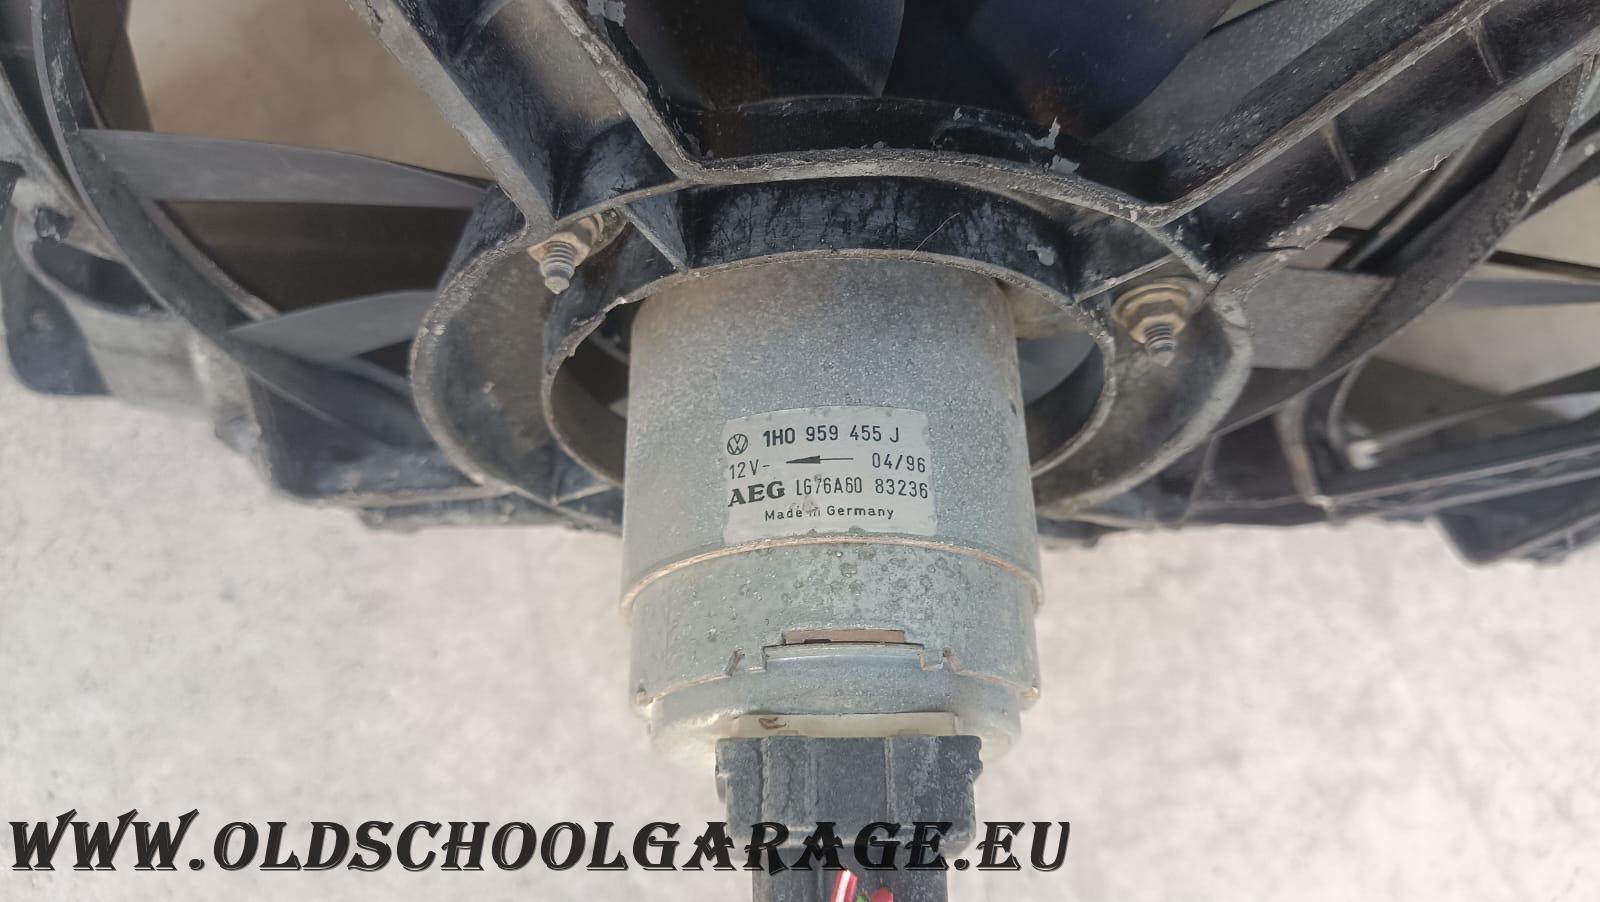 1H0 959 455 J
12V- 04/96
AEG LG76A60 83236
Made in Germany
WWW.OLDSCHOOLGARAGE.EU